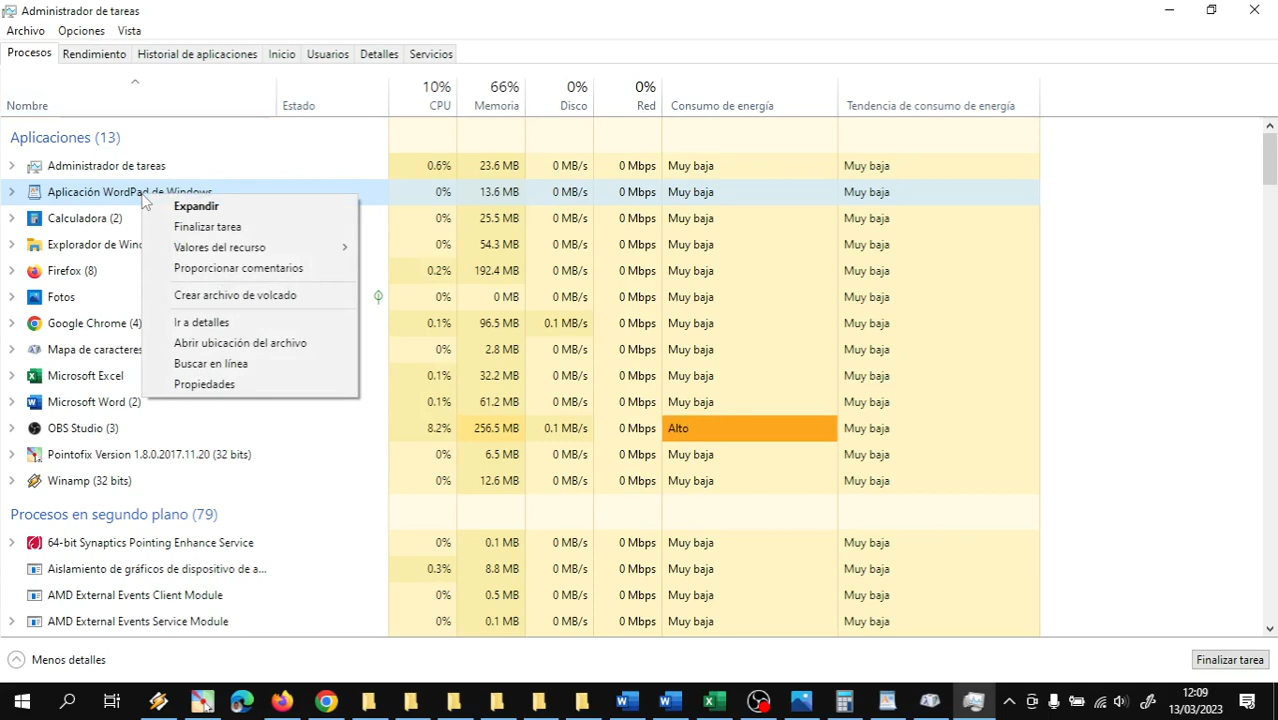 Administrador de tareas
Archivo Opciones Vista
Procesos Rendimiento Historial de aplicaciones Inicio Usuarios Detalles Servicios
10% 66% 0% 0%
Nombre Estado CPU Memoria Disco Red Consumo de energía Tendencia de consumo de energía
Aplicaciones (13)
Administrador de tareas 0.6% 23.6 MB 0 MB/s 0 Mbps Muy baja Muy baja
Aplicación WordPad de Windows 0% 13.6 MB 0 MB/s 0 Mbps Muy baja Muy baja
Expandir
Calculadora (2) 0% 25.5 MB 0 MB/s 0 Mbps Muy baja Muy baja
Finalizar tarea
Explorador de 0% 54.3 MB 0 MB/s 0 Mbps Muy baja Muy baja
Valores del recurso
Firefox (8) 0.2% 192.4 MB 0 MB/s 0 Mbps Muy baja Muy baja
Proporcionar comentarios
Fotos 0% 0 MB 0 MB/s 0 Mbps Muy baja Muy baja
Crear archivo de volcado
Google Chrome (4) 0.1% 96.5 MB 0.1 MB/s 0 Mbps Muy baja Muy baja
Ir a detalles
Mapa de caracteres 0% 2.8 MB 0 MB/s 0 Mbps Muy baja Muy baja
Abrir ubicación del archivo
Buscar en línea
Microsoft Excel 0.1% 32.2 MB 0 MB/s 0 Mbps Muy baja Muy baja
Propiedades
Microsoft Word (2) 0.1% 61.2 MB 0 MB/s 0 Mbps Muy baja Muy baja
OBS Studio (3) 8.2% 256.5 MB 0.1 MB/s 0 Mbps Alto Muy baja
Pointofix Version 1.8.0.2017.11.20 (32 bits) 0% 6.5 MB 0 MB/s 0 Mbps Muy baja Muy baja
Winamp (32 bits) 0% 12.6 MB 0 MB/s 0 Mbps Muy baja Muy baja
Procesos en segundo plano (79)
64-bit Synaptics Pointing Enhance Service 0% 0.1 MB 0 MB/s 0 Mbps Muy baja Muy baja
Aislamiento de gráficos de dispositivo de a... 0.3% 8.8 MB 0 MB/s 0 Mbps Muy baja Muy baja
AMD External Events Client Module 0% 0.5 MB 0 MB/s 0 Mbps Muy baja Muy baja
AMD External Events Service Module 0% 0.1 MB 0 MB/s 0 Mbps Muy baja Muy baja
Menos detalles Finalizar tarea
12:09
13/03/2023